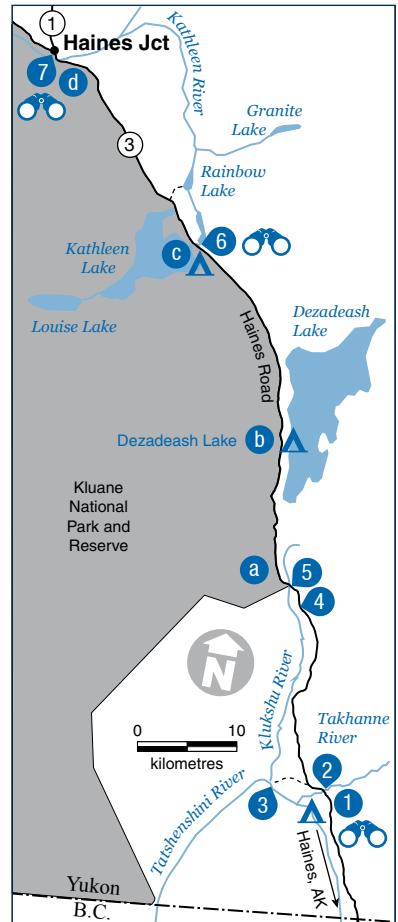 1
Haines Jct
7
d
Kathleen River
Granite
Lake
3
Rainbow
Lake
6
c
Kathleen
Lake
Louise Lake
Dezadeash
Lake
Haines Road
Dezadeash Lake
b
Kluane
National
Park and
Reserve
a
5
4
N
Klukshu River
0
10
kilometres
Takhanne
River
2
Tatshenshini River
3
1
Haines, AK
Yukon
B.C.